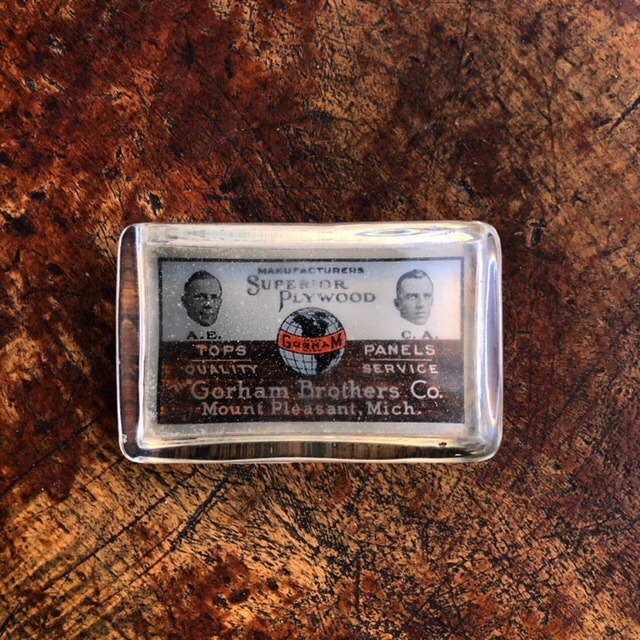 MANUFACTURERS
SUPERIOR
PLYWOOD
A.E.
C.A.
GORHAM
TOPS PANELS
QUALITY SERVICE
Gorham Brothers Co.
Mount Pleasant, Mich.